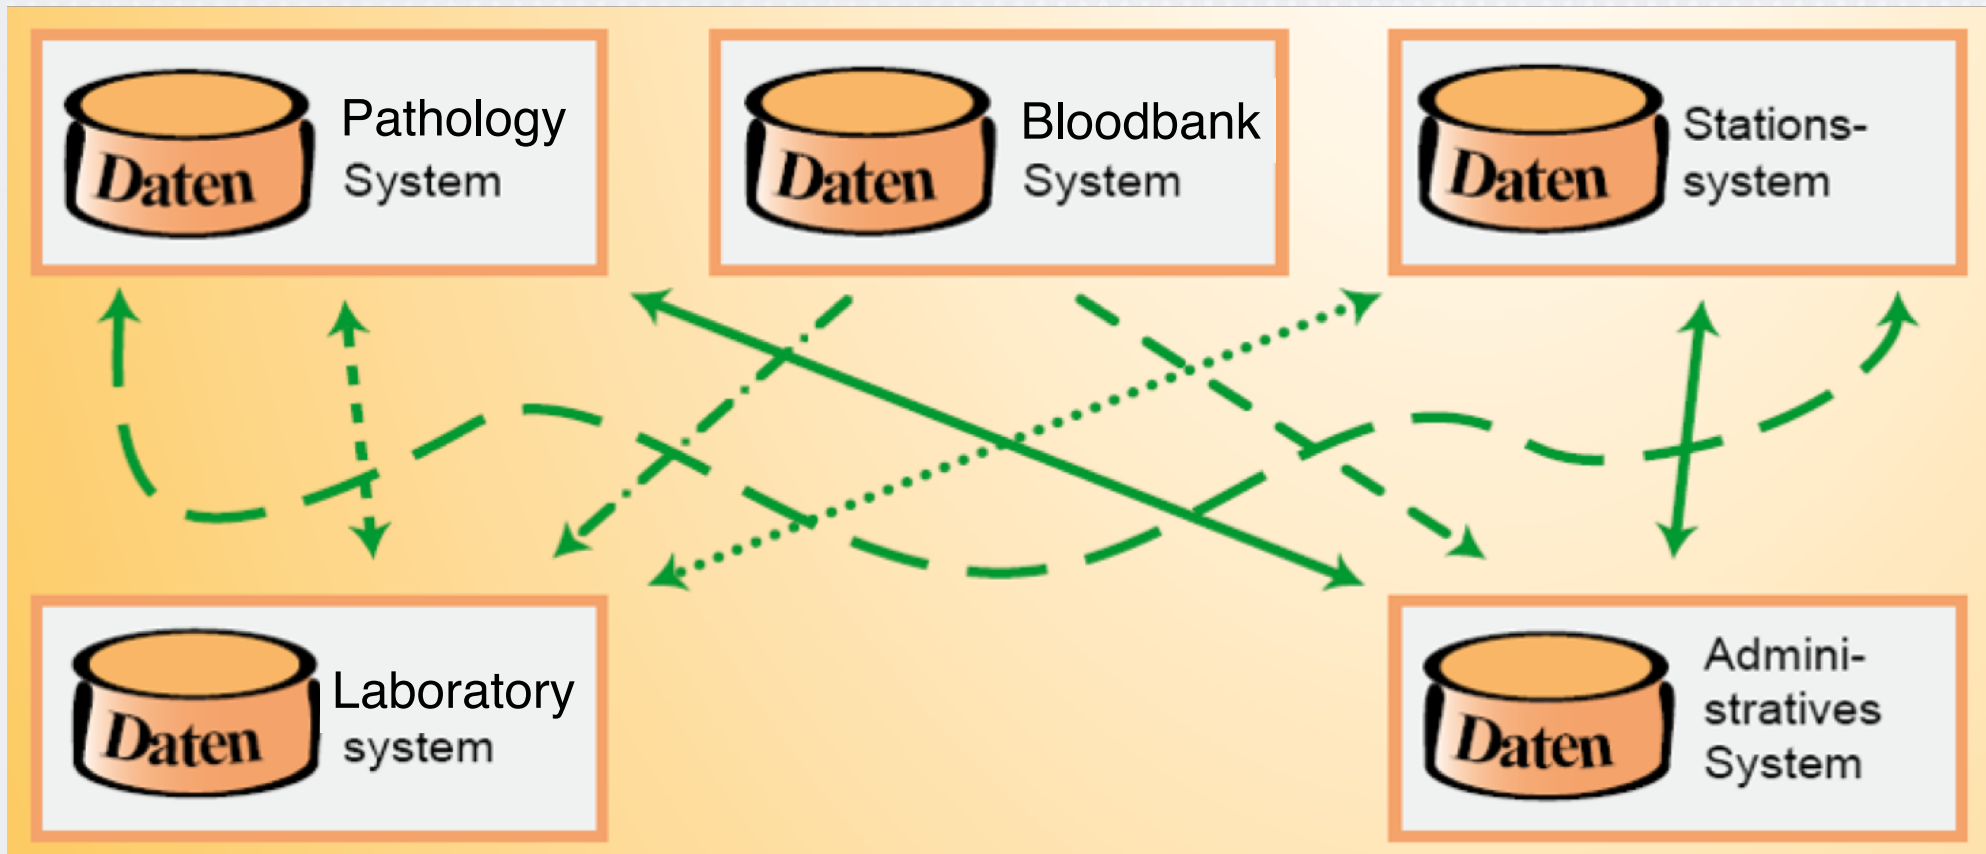 Daten
Pathology
System
Daten
Bloodbank
System
Daten
Stations-
system
Daten
Laboratory
system
Daten
Admini-
stratives
System